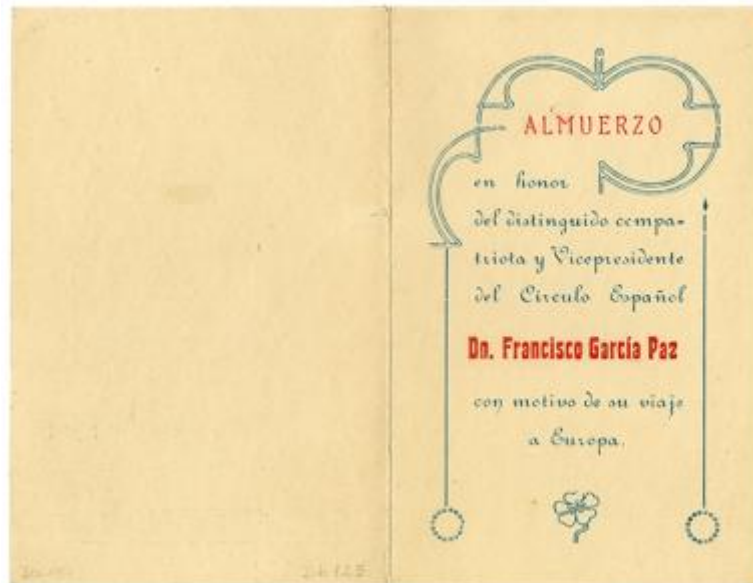 ALMUERZO
en honor
del distinguido compa-
triota y Vicepresidente
del Círculo Español
Dn. Francisco García Paz
con motivo de su viaje
a Europa.